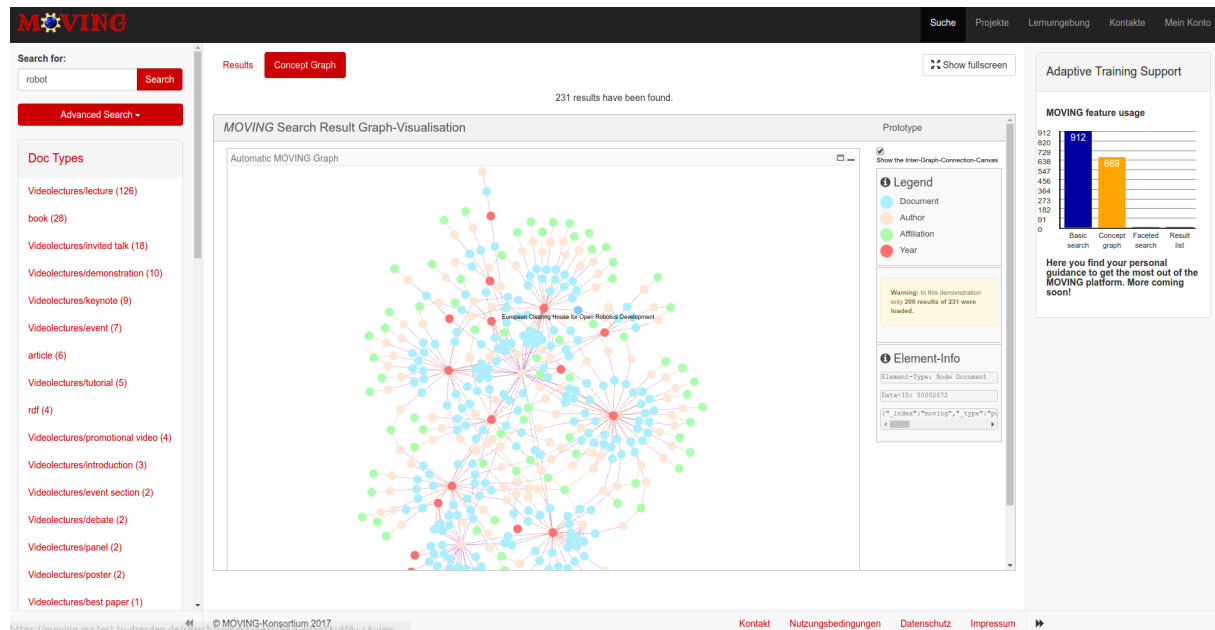 MOVING
Suche Projekte Lernumgebung Kontakte Mein Konto
Search for:
robot Search
Advanced Search
Doc Types
Videolectures/lecture (126)
book (28)
Videolectures/invited talk (18)
Videolectures/demonstration (10)
Videolectures/keynote (9)
Videolectures/event (7)
article (6)
Videolectures/tutorial (5)
rdf (4)
Videolectures/promotional video (4)
Videolectures/introduction (3)
Videolectures/event section (2)
Videolectures/debate (2)
Videolectures/panel (2)
Videolectures/poster (2)
Videolectures/best paper (1)
Results Concept Graph Show fullscreen
231 results have been found.
MOVING Search Result Graph-Visualisation Prototype
Automatic MOVING Graph
European Clearing House for Open Robotics Development
Show the Inter-Graph-Connection-Canvas
Legend
Document
Author
Affiliation
Year
Warning: In this demonstration
only 200 results of 231 were
loaded.
Element-Info
Element-Type: Node Document
Data-ID: 50002072
{"_index":"moving","_type":"pu
Adaptive Training Support
MOVING feature usage
912
820
729
638
547
456
364
273
182
91
0
912
669
Basic search
Concept graph
Faceted search
Result list
Here you find your personal
guidance to get the most out of the
MOVING platform. More coming
soon!
© MOVING-Konsortium 2017
Kontakt Nutzungsbedingungen Datenschutz Impressum